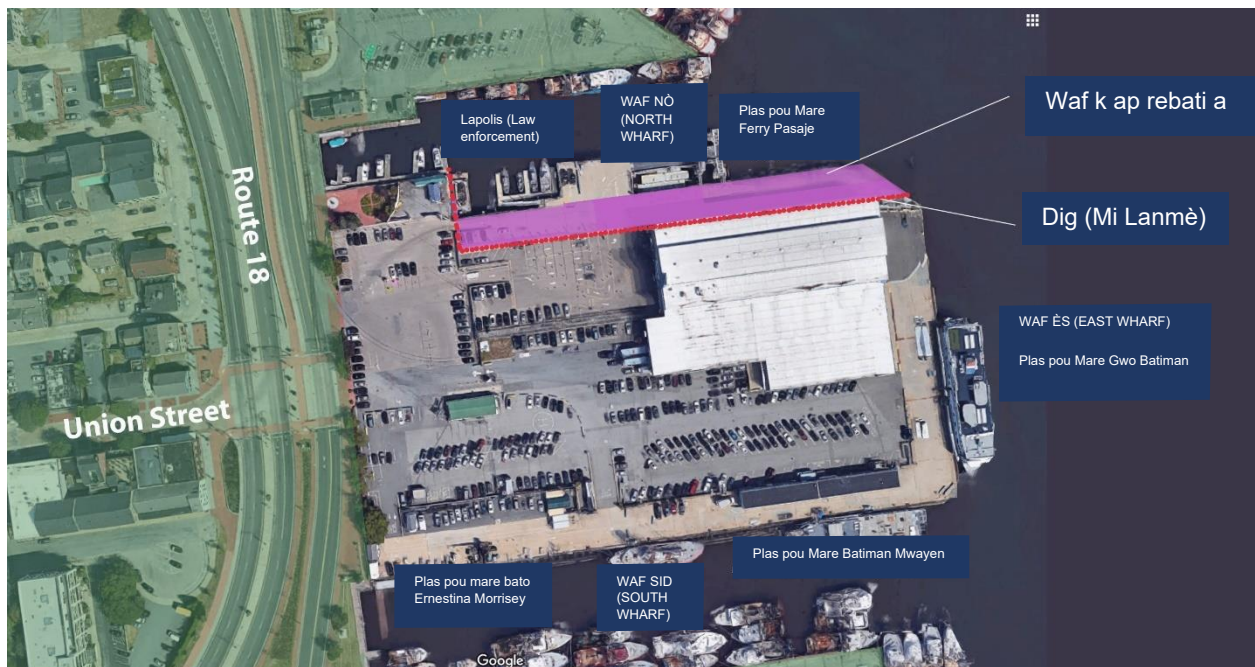 Lapolis (Law
enforcement)
WAF NÒ
(NORTH
WHARF)
Plas pou Mare
Ferry Pasaje
Waf k ap rebati a
Dig (Mi Lanmè)
Route 18
WAF ÈS (EAST WHARF)
Plas pou Mare Gwo Batiman
Union Street
Plas pou Mare Batiman Mwayen
Plas pou mare bato
Ernestina Morrisey
WAF SID
(SOUTH
WHARF)
Google